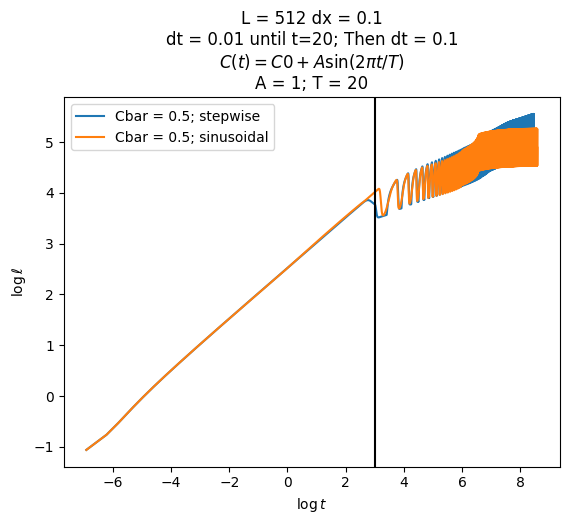 L = 512 dx = 0.1
dt = 0.01 until t=20; Then dt = 0.1
C(t) = C0 + A sin(2πt/T)
A = 1; T = 20
Cbar = 0.5; stepwise
Cbar = 0.5; sinusoidal
5
4
3
2
1
0
−1
log ℓ
−6
−4
−2
0
2
4
6
8
log t